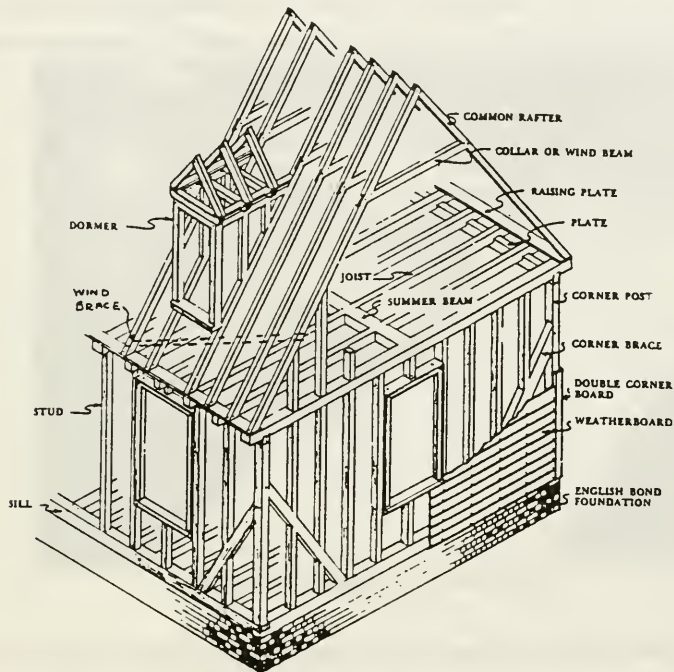 COMMON RAFTER
COLLAR OR WIND BEAM
RAISING PLATE
DORMER
PLATE
JOIST
WIND
BRACE
SUMMER BEAM
CORNER POST
CORNER BRACE
DOUBLE CORNER
BOARD
STUD
WEATHERBOARD
SILL
ENGLISH BOND
FOUNDATION